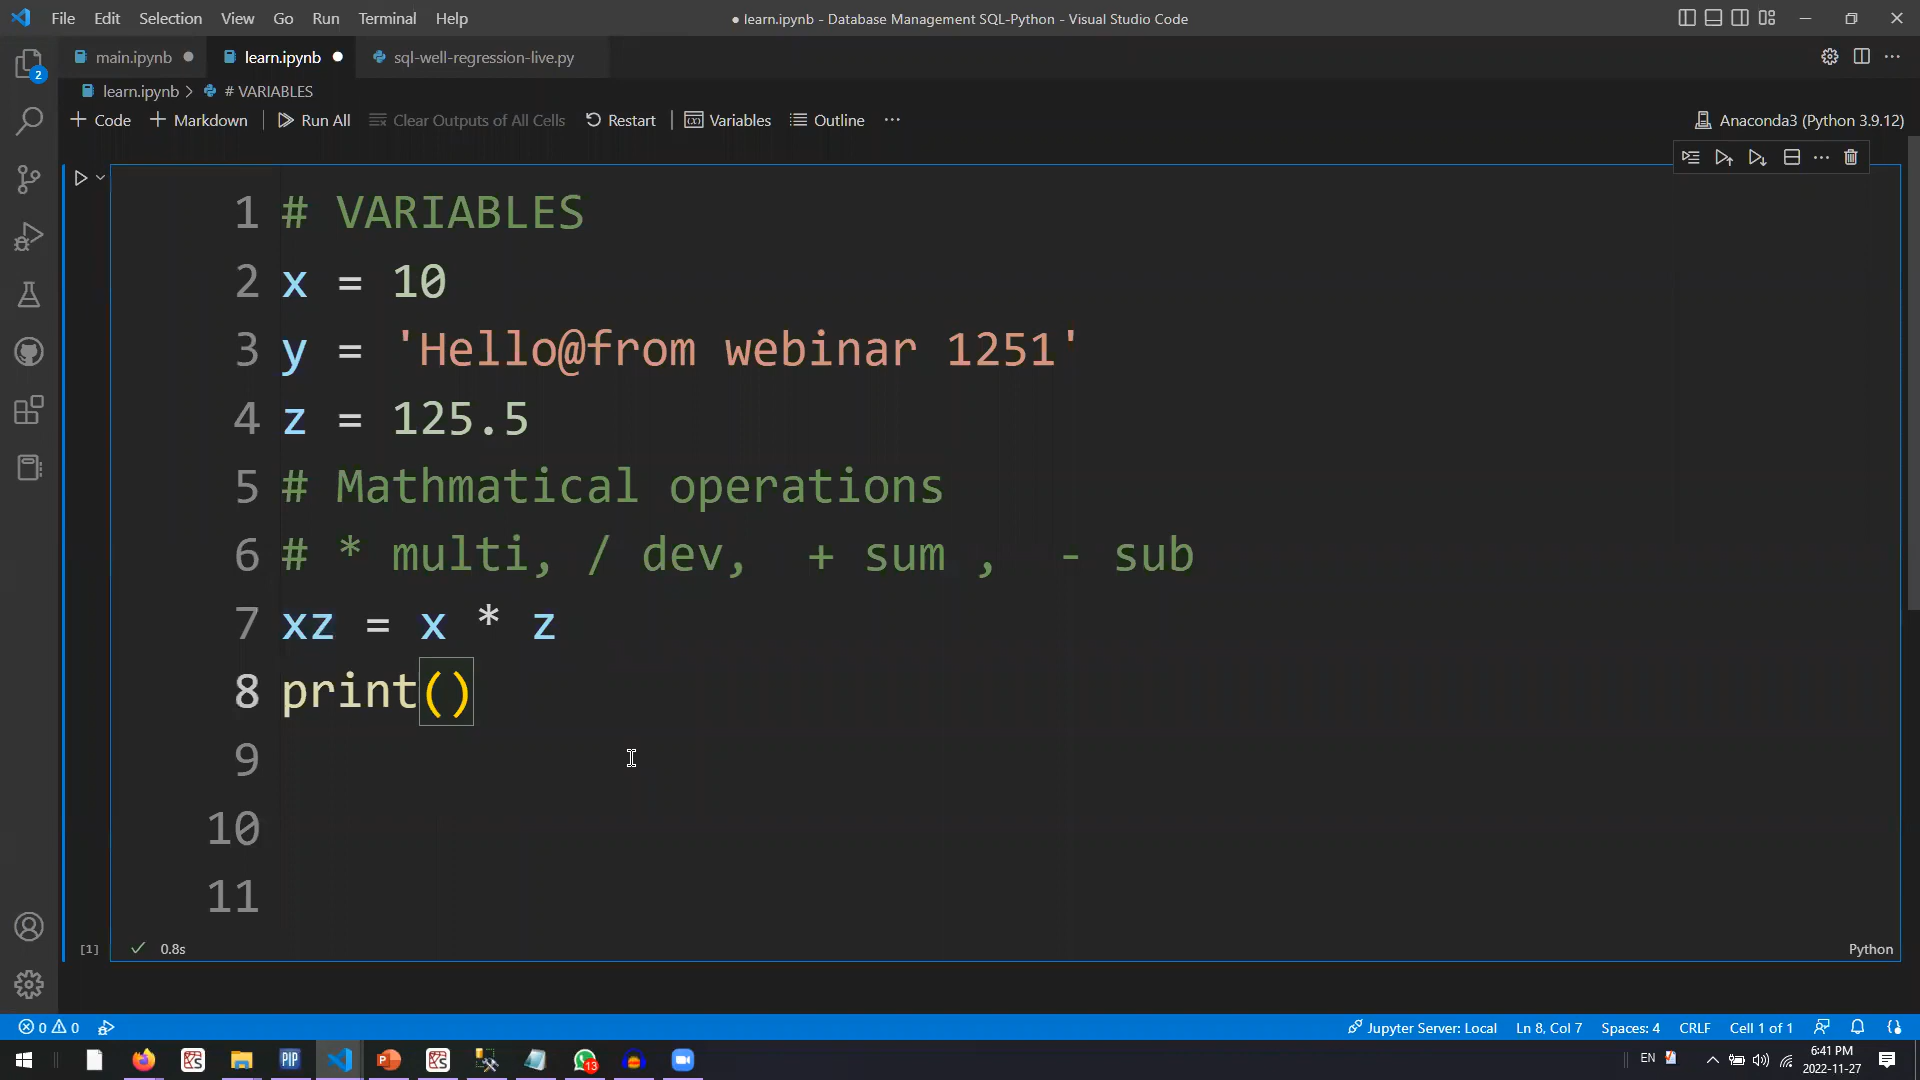 File Edit Selection View Go Run Terminal Help
● learn.ipynb - Database Management SQL-Python - Visual Studio Code
main.ipynb learn.ipynb sql-well-regression-live.py
learn.ipynb > # VARIABLES
+ Code + Markdown Run All Clear Outputs of All Cells Restart Variables Outline ...
Anaconda3 (Python 3.9.12)
2
1 # VARIABLES
2 x = 10
3 y = 'Hello@from webinar 1251'
4 z = 125.5
5 # Mathmatical operations
6 # * multi, / dev,  + sum ,  - sub
7 xz = x * z
8 print()
9
10
11
[1] 0.8s Python
0 0 Jupyter Server: Local Ln 8, Col 7 Spaces: 4 CRLF Cell 1 of 1
PIP P 13 EN 6:41 PM
2022-11-27